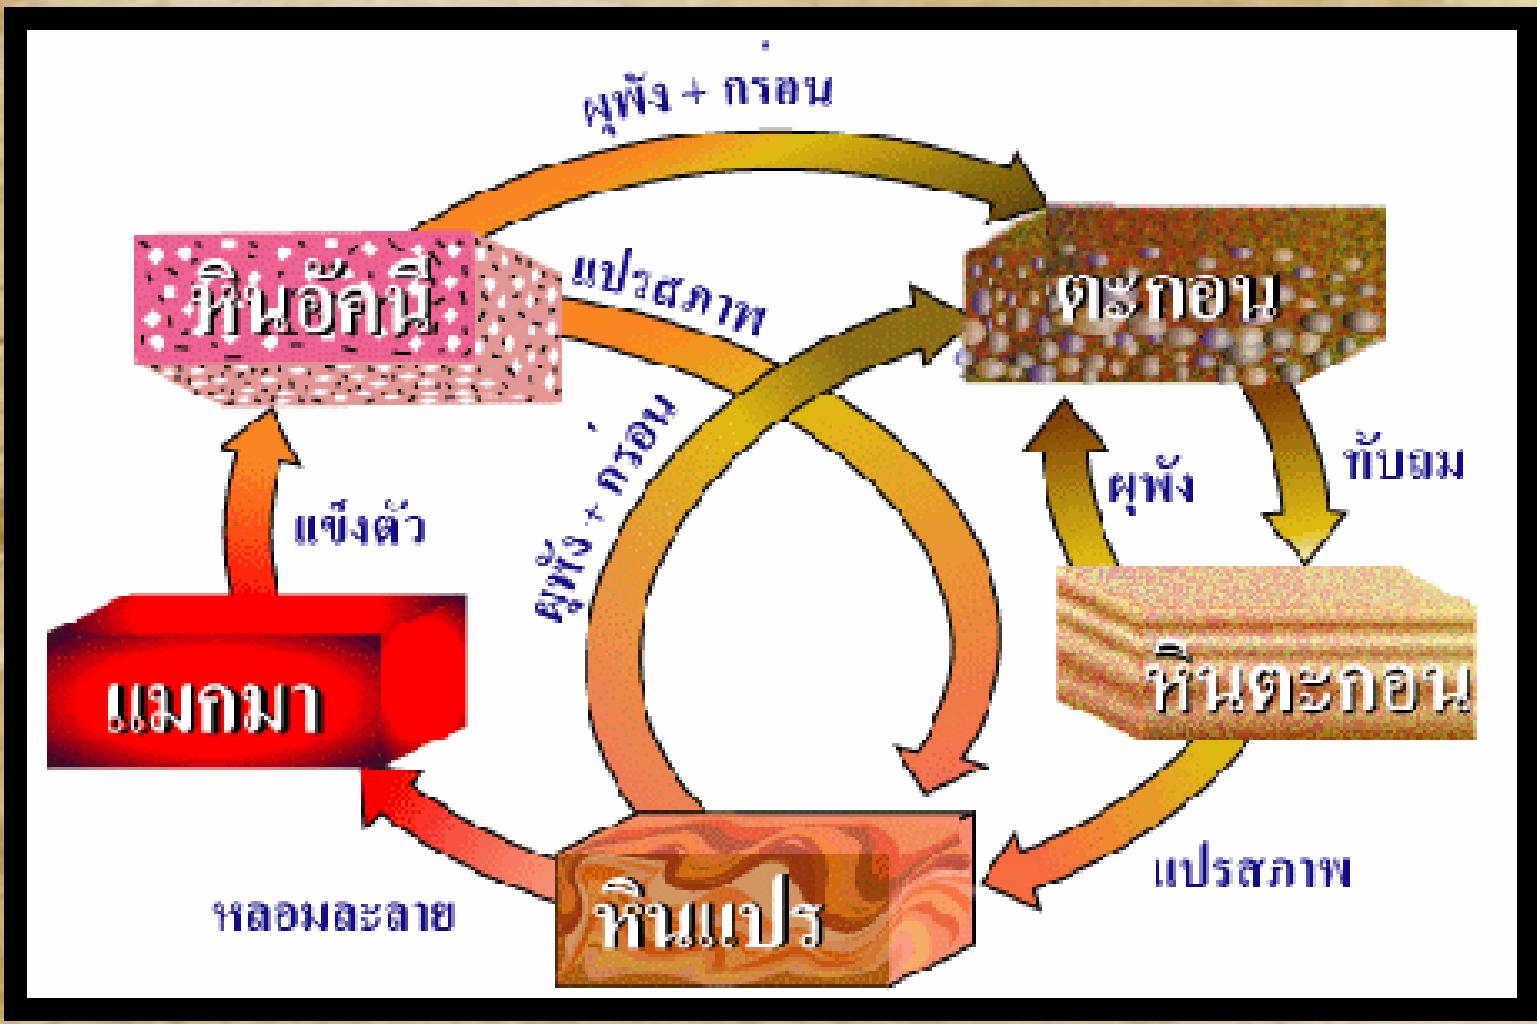 ผุพัง + กร่อน
หินอัคนี
แปรสภาพ
ตะกอน
ผุพัง + กร่อน
แข็งตัว
ผุพัง
ทับถม
แมกมา
หินตะกอน
หลอมละลาย
หินแปร
แปรสภาพ